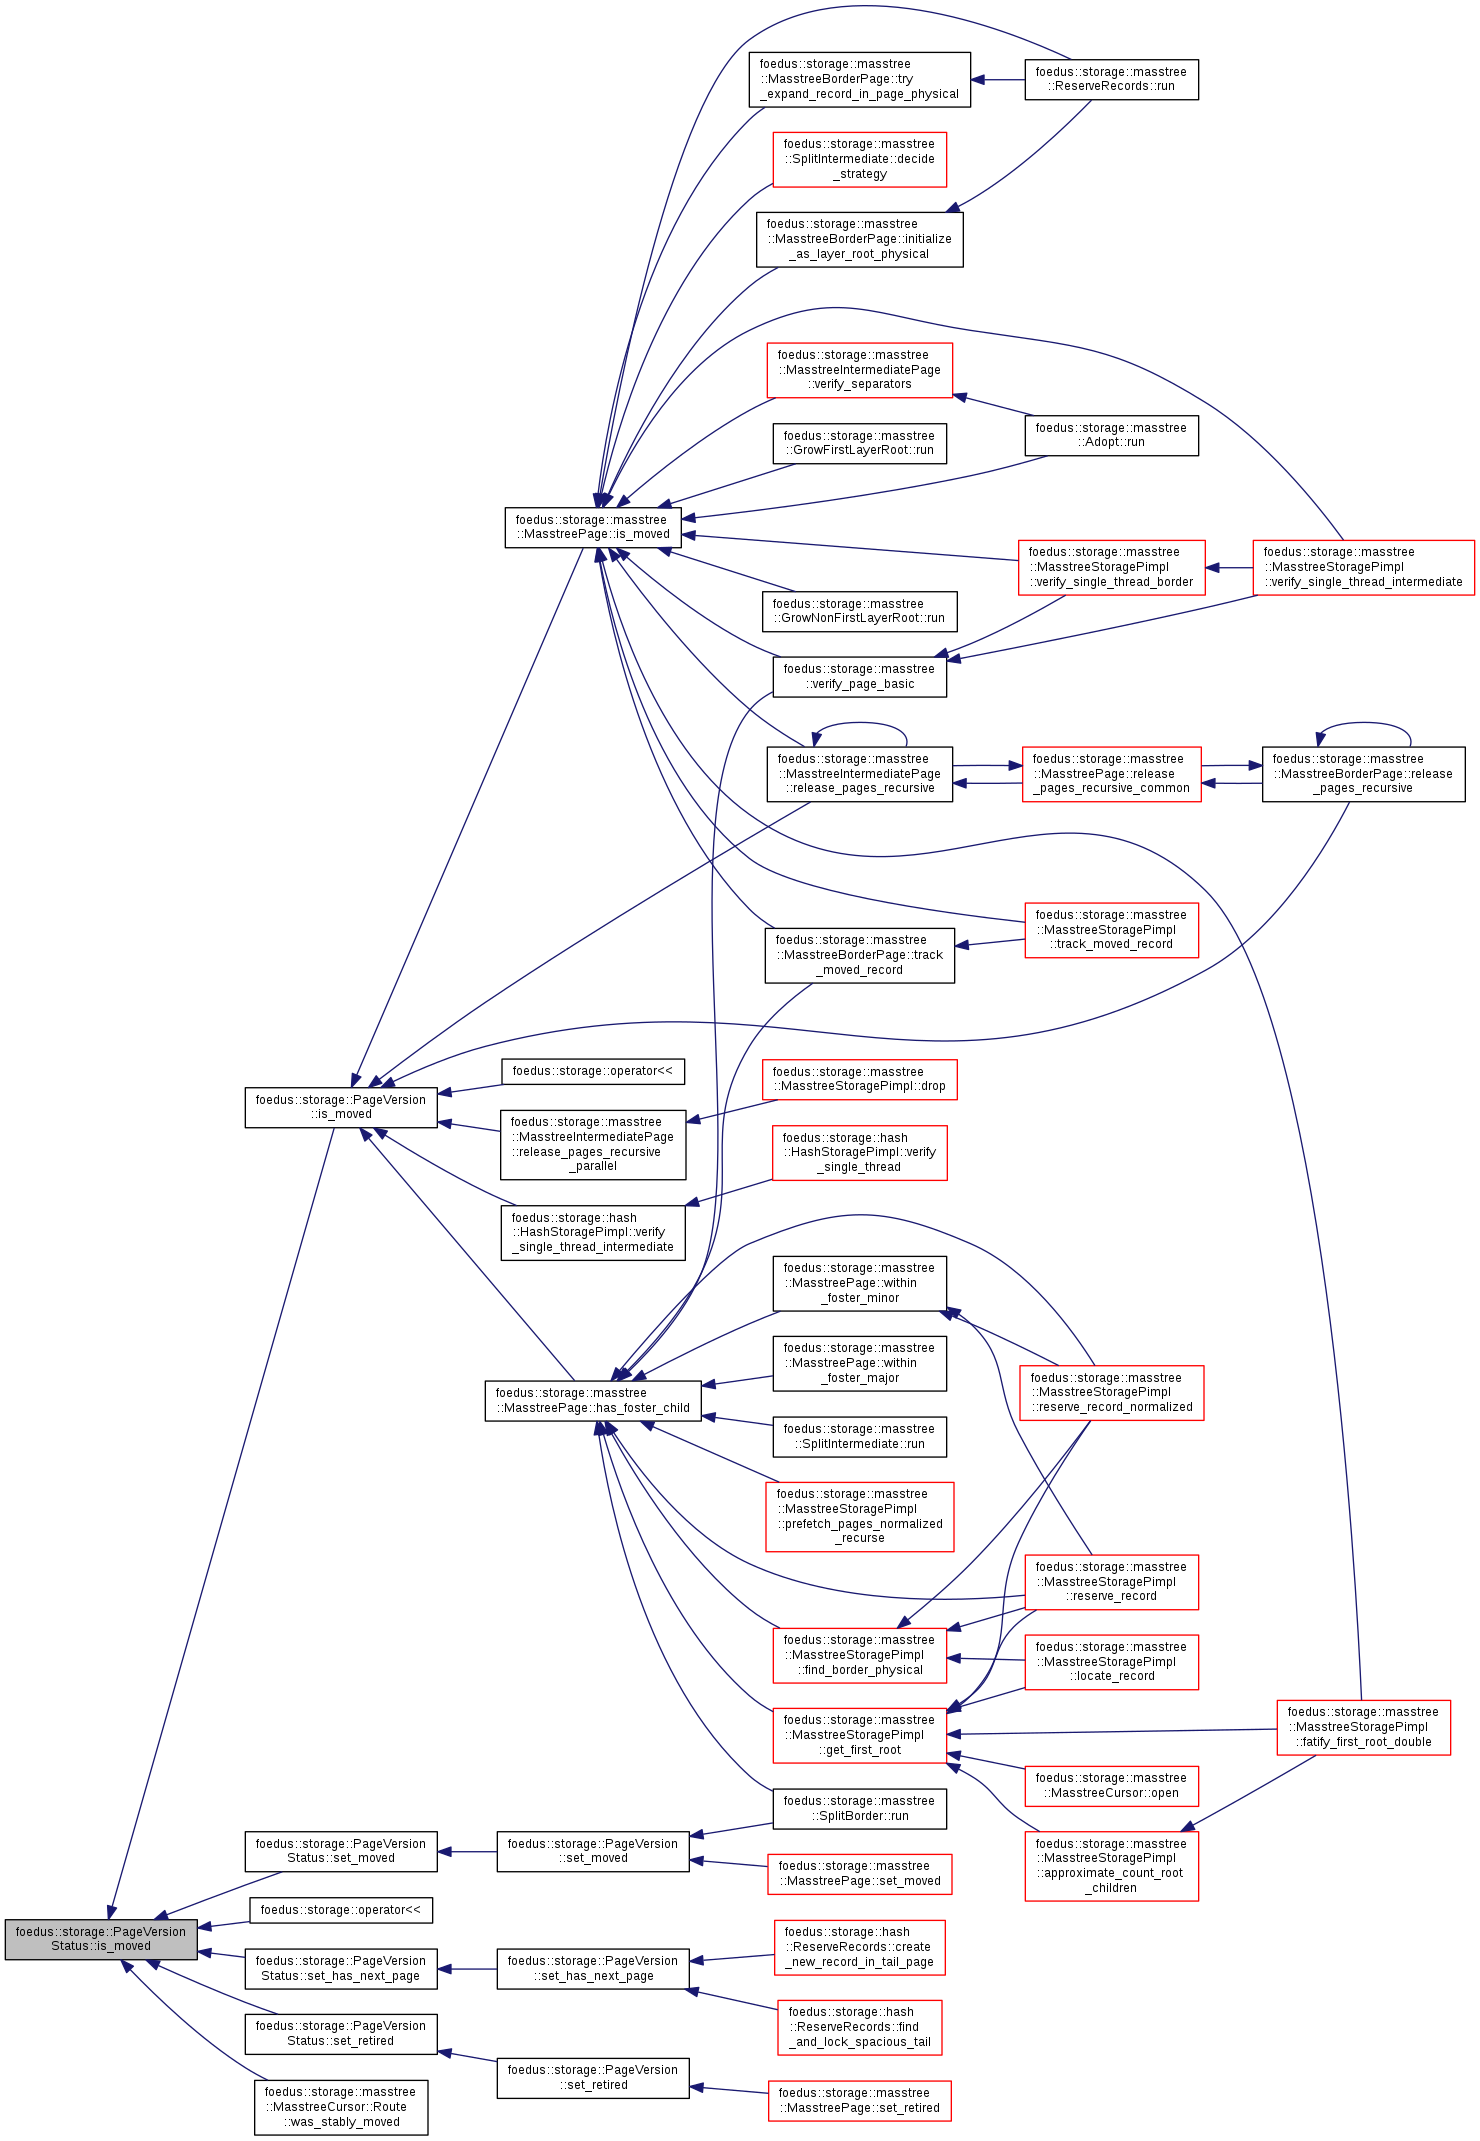 foedus::storage::masstree
::MasstreeBorderPage::try
_expand_record_in_page_physical
foedus::storage::masstree
::ReserveRecords::run
foedus::storage::masstree
::SplitIntermediate::decide
_strategy
foedus::storage::masstree
::MasstreeBorderPage::initialize
_as_layer_root_physical
foedus::storage::masstree
::MasstreeIntermediatePage
::verify_separators
foedus::storage::masstree
::GrowFirstLayerRoot::run
foedus::storage::masstree
::Adopt::run
foedus::storage::masstree
::MasstreePage::is_moved
foedus::storage::masstree
::MasstreeStoragePimpl
::verify_single_thread_border
foedus::storage::masstree
::MasstreeStoragePimpl
::verify_single_thread_intermediate
foedus::storage::masstree
::GrowNonFirstLayerRoot::run
foedus::storage::masstree
::verify_page_basic
foedus::storage::masstree
::MasstreeIntermediatePage
::release_pages_recursive
foedus::storage::masstree
::MasstreePage::release
_pages_recursive_common
foedus::storage::masstree
::MasstreeBorderPage::release
_pages_recursive
foedus::storage::masstree
::MasstreeBorderPage::track
_moved_record
foedus::storage::masstree
::MasstreeStoragePimpl
::track_moved_record
foedus::storage::PageVersion
::is_moved
foedus::storage::operator<<
foedus::storage::masstree
::MasstreeIntermediatePage
::release_pages_recursive
_parallel
foedus::storage::masstree
::MasstreeStoragePimpl::drop
foedus::storage::hash
::HashStoragePimpl::verify
_single_thread
foedus::storage::hash
::HashStoragePimpl::verify
_single_thread_intermediate
foedus::storage::masstree
::MasstreePage::within
_foster_minor
foedus::storage::masstree
::MasstreePage::within
_foster_major
foedus::storage::masstree
::MasstreePage::has_foster_child
foedus::storage::masstree
::MasstreeStoragePimpl
::reserve_record_normalized
foedus::storage::masstree
::SplitIntermediate::run
foedus::storage::masstree
::MasstreeStoragePimpl
::prefetch_pages_normalized
_recurse
foedus::storage::masstree
::MasstreeStoragePimpl
::reserve_record
foedus::storage::masstree
::MasstreeStoragePimpl
::find_border_physical
foedus::storage::masstree
::MasstreeStoragePimpl
::locate_record
foedus::storage::masstree
::MasstreeStoragePimpl
::get_first_root
foedus::storage::masstree
::MasstreeStoragePimpl
::fatify_first_root_double
foedus::storage::masstree
::MasstreeCursor::open
foedus::storage::masstree
::SplitBorder::run
foedus::storage::masstree
::MasstreeStoragePimpl
::approximate_count_root
_children
foedus::storage::PageVersion
Status::set_moved
foedus::storage::PageVersion
::set_moved
foedus::storage::masstree
::MasstreePage::set_moved
foedus::storage::operator<<
foedus::storage::PageVersion
Status::is_moved
foedus::storage::PageVersion
Status::set_has_next_page
foedus::storage::PageVersion
::set_has_next_page
foedus::storage::hash
::ReserveRecords::create
_new_record_in_tail_page
foedus::storage::hash
::ReserveRecords::find
_and_lock_spacious_tail
foedus::storage::PageVersion
Status::set_retired
foedus::storage::PageVersion
::set_retired
foedus::storage::masstree
::MasstreePage::set_retired
foedus::storage::masstree
::MasstreeCursor::Route
::was_stably_moved